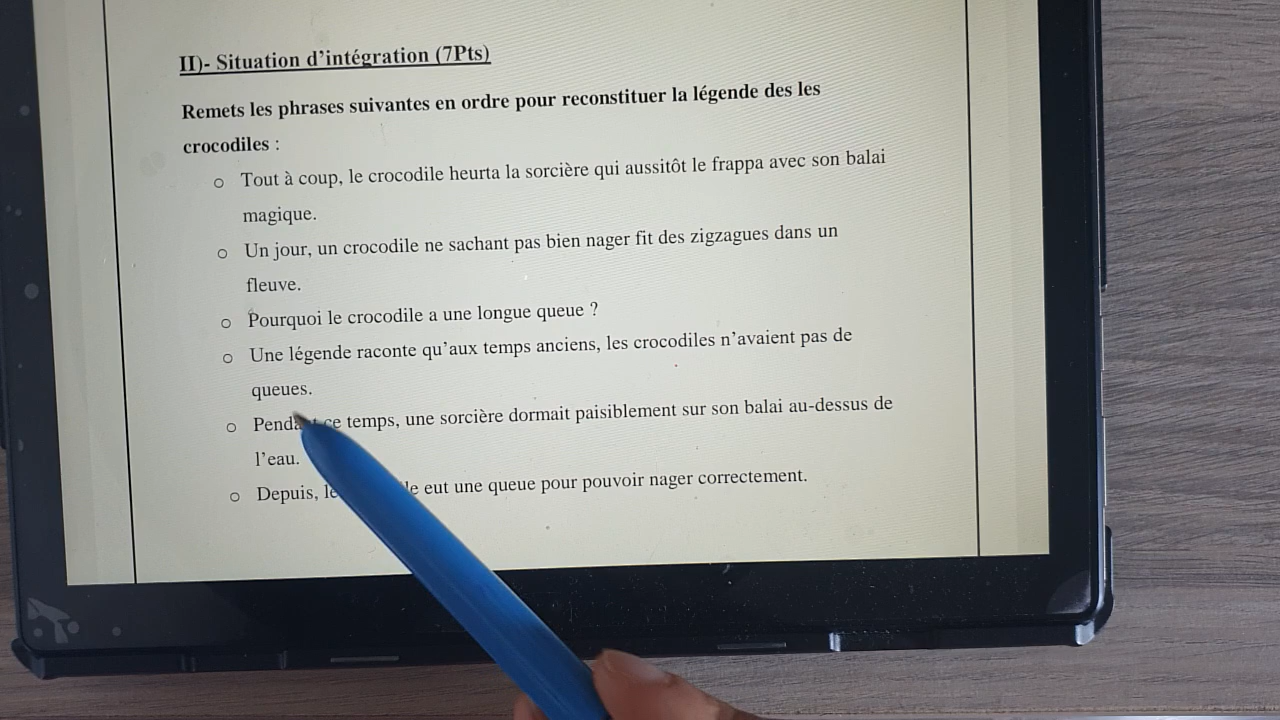 II)- Situation d'intégration (7Pts)
Remets les phrases suivantes en ordre pour reconstituer la légende des les
crocodiles :
o Tout à coup, le crocodile heurta la sorcière qui aussitôt le frappa avec son balai
magique.
o Un jour, un crocodile ne sachant pas bien nager fit des zigzagues dans un
fleuve.
o Pourquoi le crocodile a une longue queue ?
o Une légende raconte qu'aux temps anciens, les crocodiles n'avaient pas de
queues.
o Pendant ce temps, une sorcière dormait paisiblement sur son balai au-dessus de
l'eau.
o Depuis, eut une queue pour pouvoir nager correctement.